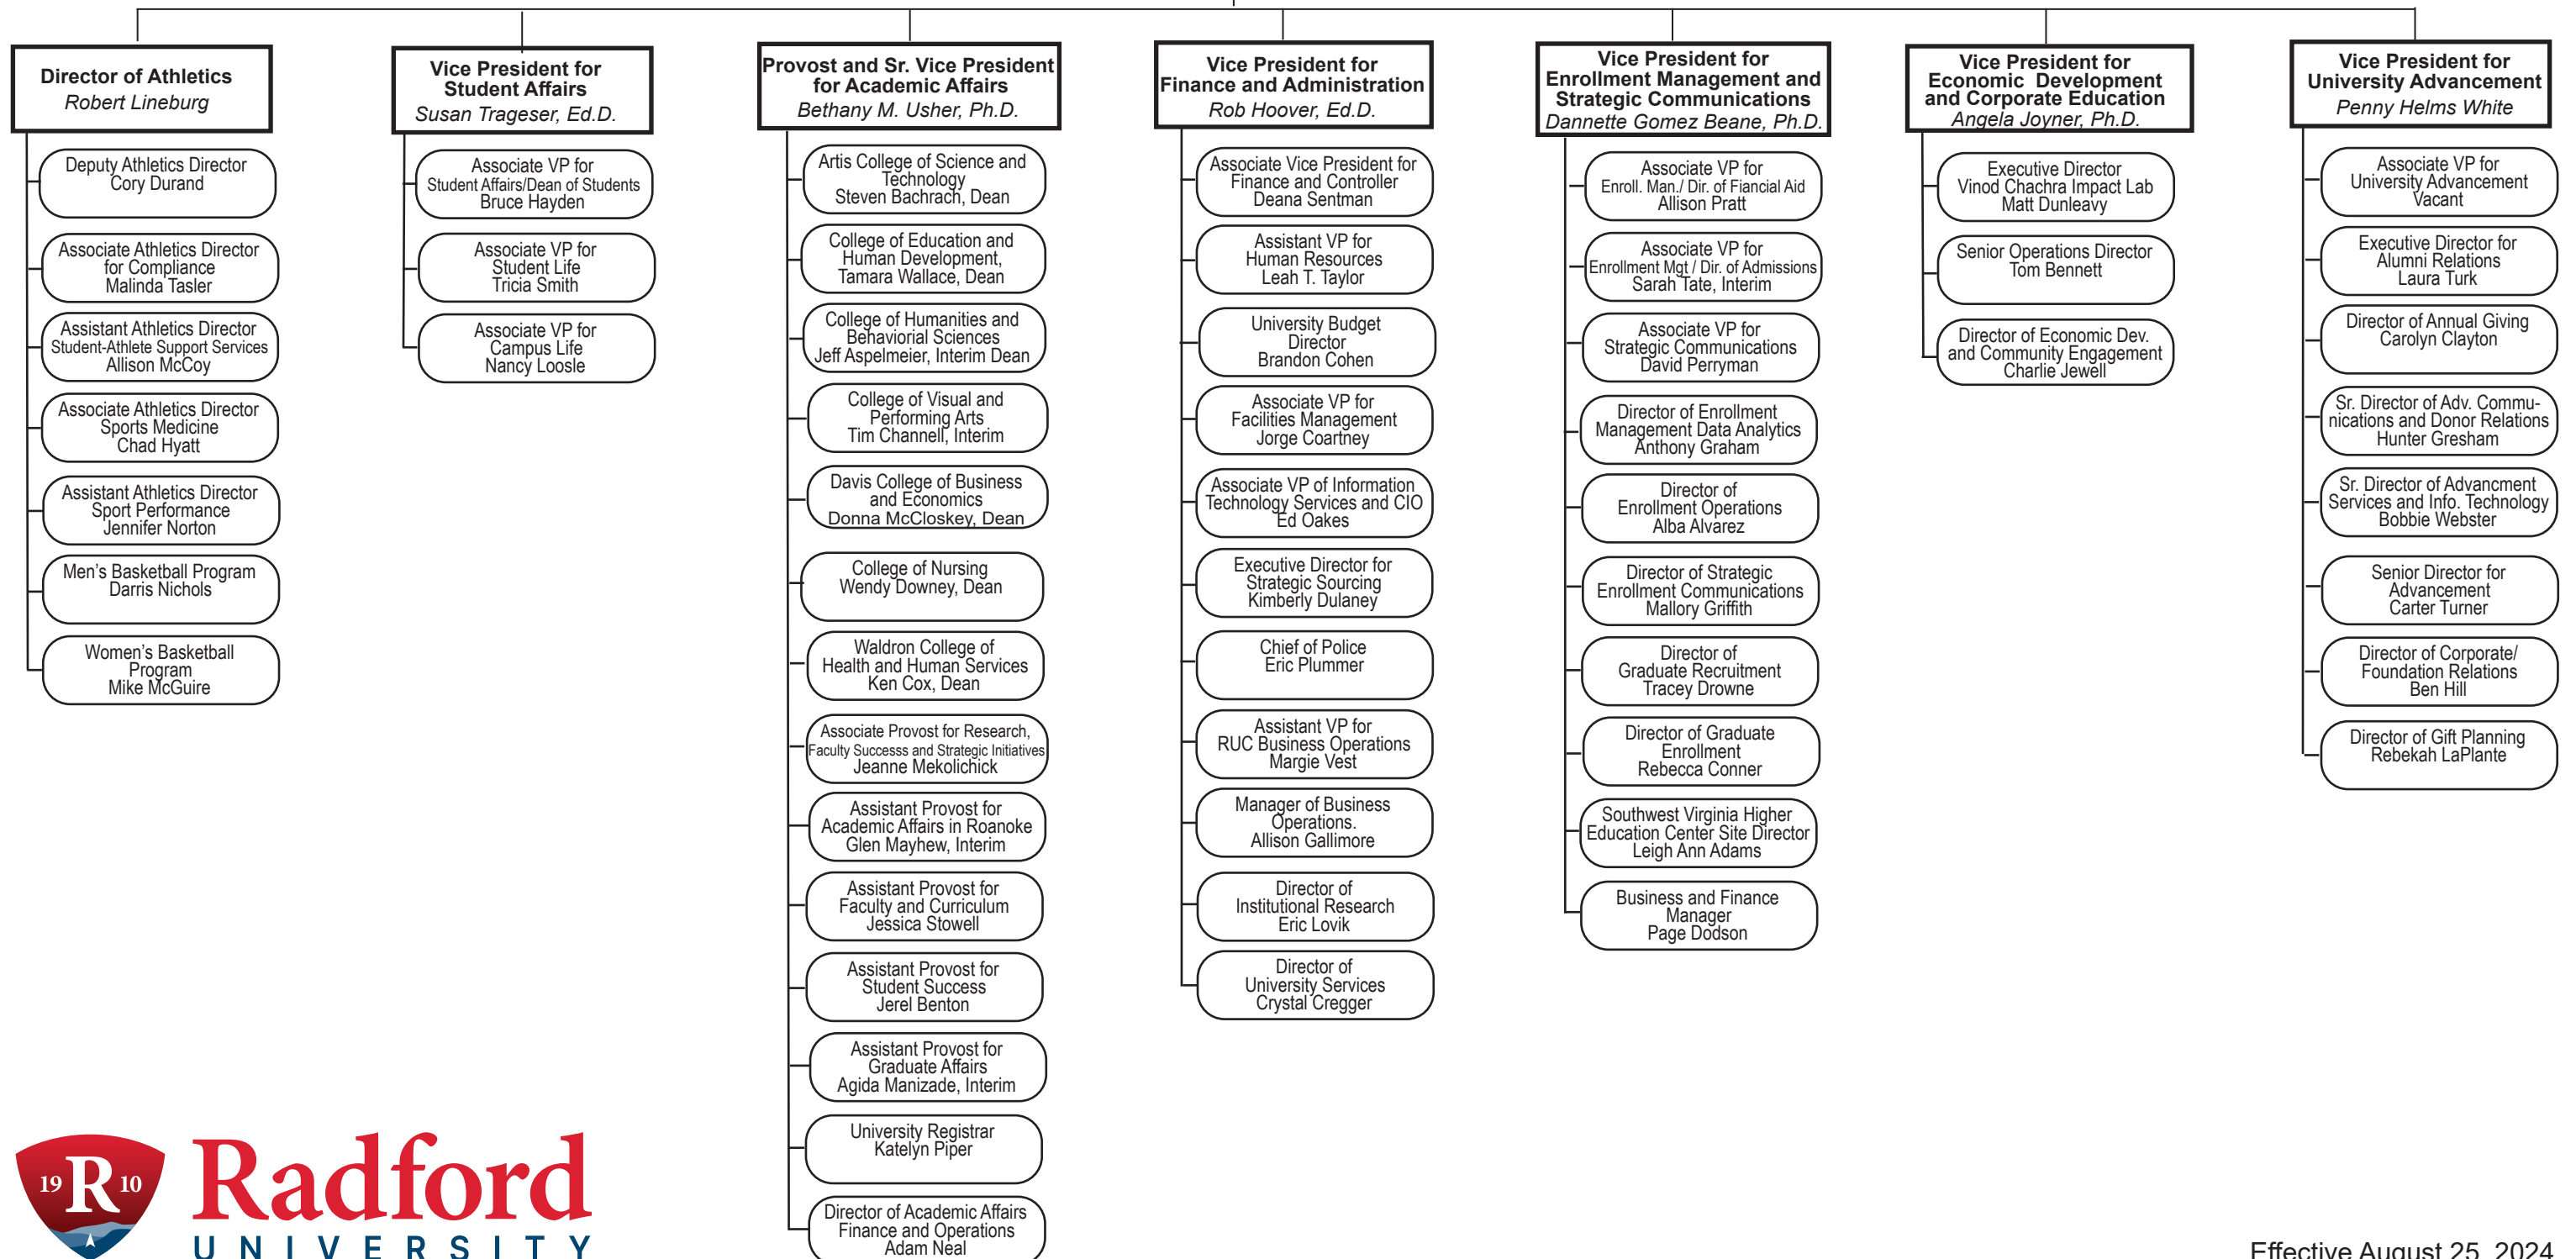 Director of Athletics
Robert Lineburg
Deputy Athletics Director
Cory Durand
Associate Athletics Director
for Compliance
Malinda Tasler
Assistant Athletics Director
Student-Athlete Support Services
Allison McCoy
Associate Athletics Director
Sports Medicine
Chad Hyatt
Assistant Athletics Director
Sport Performance
Jennifer Norton
Men's Basketball Program
Darris Nichols
Women's Basketball
Program
Mike McGuire
Vice President for
Student Affairs
Susan Trageser, Ed.D.
Associate VP for
Student Affairs/Dean of Students
Bruce Hayden
Associate VP for
Student Life
Tricia Smith
Associate VP for
Campus Life
Nancy Loosle
Provost and Sr. Vice President
for Academic Affairs
Bethany M. Usher, Ph.D.
Artis College of Science and
Technology
Steven Bachrach, Dean
College of Education and
Human Development,
Tamara Wallace, Dean
College of Humanities and
Behaviorial Sciences
Jeff Aspelmeier, Interim Dean
College of Visual and
Performing Arts
Tim Channell, Interim
Davis College of Business
and Economics
Donna McCloskey, Dean
College of Nursing
Wendy Downey, Dean
Waldron College of
Health and Human Services
Ken Cox, Dean
Associate Provost for Research,
Faculty Successs and Strategic Initiatives
Jeanne Mekolichick
Assistant Provost for
Academic Affairs in Roanoke
Glen Mayhew, Interim
Assistant Provost for
Faculty and Curriculum
Jessica Stowell
Assistant Provost for
Student Success
Jerel Benton
Assistant Provost for
Graduate Affairs
Agida Manizade, Interim
University Registrar
Katelyn Piper
Director of Academic Affairs
Finance and Operations
Adam Neal
Vice President for
Finance and Administration
Rob Hoover, Ed.D.
Associate Vice President for
Finance and Controller
Deana Sentman
Assistant VP for
Human Resources
Leah T. Taylor
University Budget
Director
Brandon Cohen
Associate VP for
Facilities Management
Jorge Coartney
Associate VP of Information
Technology Services and CIO
Ed Oakes
Executive Director for
Strategic Sourcing
Kimberly Dulaney
Chief of Police
Eric Plummer
Assistant VP for
RUC Business Operations
Margie Vest
Manager of Business
Operations.
Allison Gallimore
Director of
Institutional Research
Eric Lovik
Director of
University Services
Crystal Cregger
Vice President for
Enrollment Management and
Strategic Communications
Dannette Gomez Beane, Ph.D.
Associate VP for
Enroll. Man./ Dir. of Fiancial Aid
Allison Pratt
Associate VP for
Enrollment Mgt / Dir. of Admissions
Sarah Tate, Interim
Associate VP for
Strategic Communications
David Perryman
Director of Enrollment
Management Data Analytics
Anthony Graham
Director of
Enrollment Operations
Alba Alvarez
Director of Strategic
Enrollment Communications
Mallory Griffith
Director of
Graduate Recruitment
Tracey Drowne
Director of Graduate
Enrollment
Rebecca Conner
Southwest Virginia Higher
Education Center Site Director
Leigh Ann Adams
Business and Finance
Manager
Page Dodson
Vice President for
Economic Development
and Corporate Education
Angela Joyner, Ph.D.
Executive Director
Vinod Chachra Impact Lab
Matt Dunleavy
Senior Operations Director
Tom Bennett
Director of Economic Dev.
and Community Engagement
Charlie Jewell
Vice President for
University Advancement
Penny Helms White
Associate VP for
University Advancement
Vacant
Executive Director for
Alumni Relations
Laura Turk
Director of Annual Giving
Carolyn Clayton
Sr. Director of Adv. Commu-
nications and Donor Relations
Hunter Gresham
Sr. Director of Advancment
Services and Info. Technology
Bobbie Webster
Senior Director for
Advancement
Carter Turner
Director of Corporate/
Foundation Relations
Ben Hill
Director of Gift Planning
Rebekah LaPlante
19 R 10
Radford
UNIVERSITY
Effective August 25, 2024